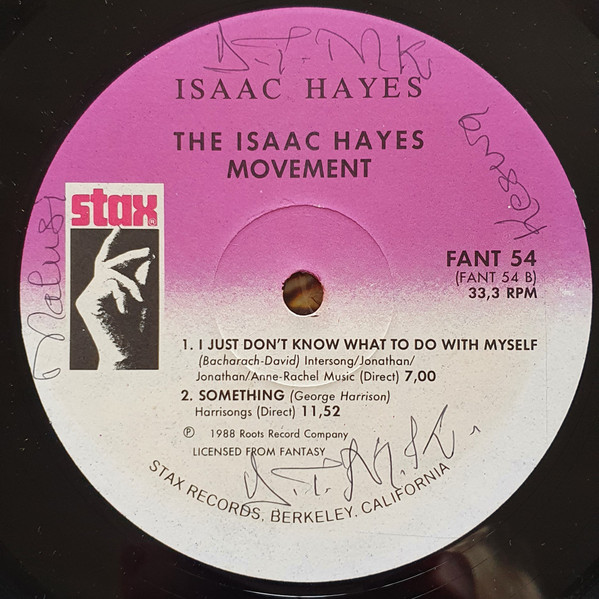 ISAAC HAYES
THE ISAAC HAYES
MOVEMENT
stax
FANT 54
(FANT 54 B)
33,3 RPM
1. I JUST DON'T KNOW WHAT TO DO WITH MYSELF
(Bacharach-David) Intersong/Jonathan/
Jonathan/Anne-Rachel Music (Direct) 7,00
2. SOMETHING (George Harrison)
Harrisongs (Direct) 11,52
℗ 1988 Roots Record Company
LICENSED FROM FANTASY
STAX RECORDS, BERKELEY, CALIFORNIA